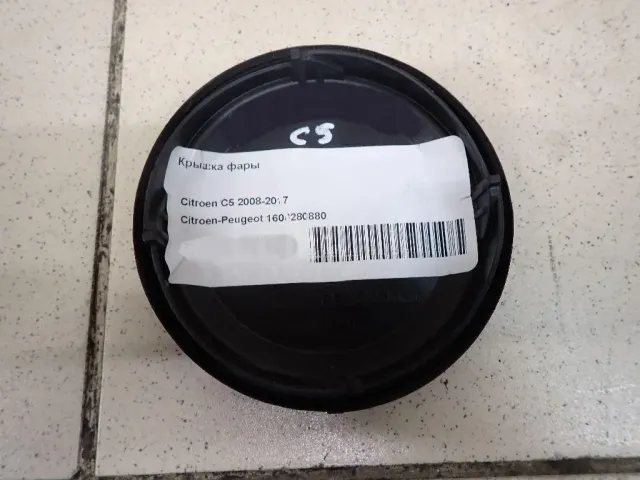 C5
Крышка фары
Citroen C5 2008-2017
Citroen-Peugeot